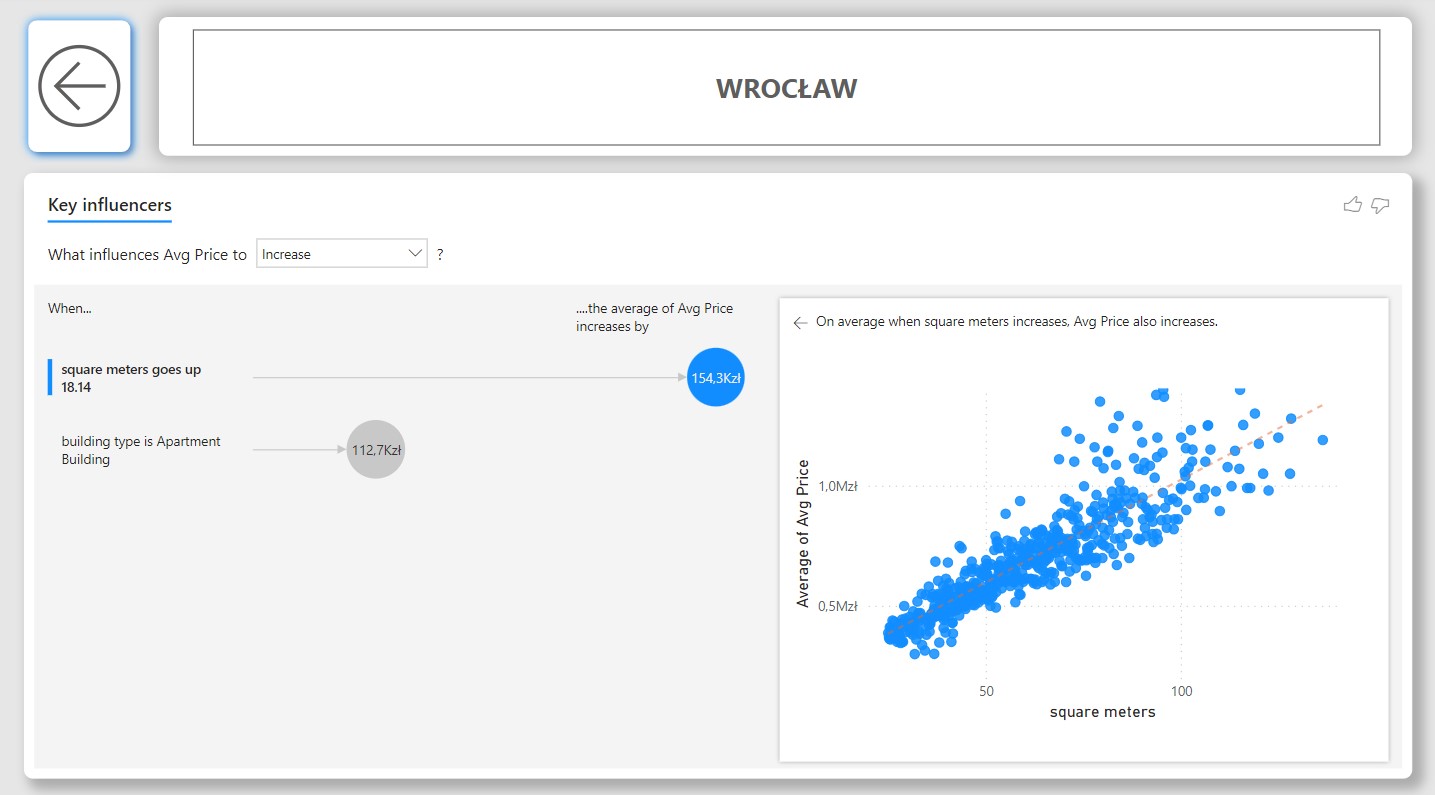 WROCŁAW
Key influencers
What influences Avg Price to Increase ?
When...
....the average of Avg Price
increases by
square meters goes up
18.14
154,3Kzł
building type is Apartment
Building
112,7Kzł
On average when square meters increases, Avg Price also increases.
Average of Avg Price
1,0Mzł
0,5Mzł
50
100
square meters